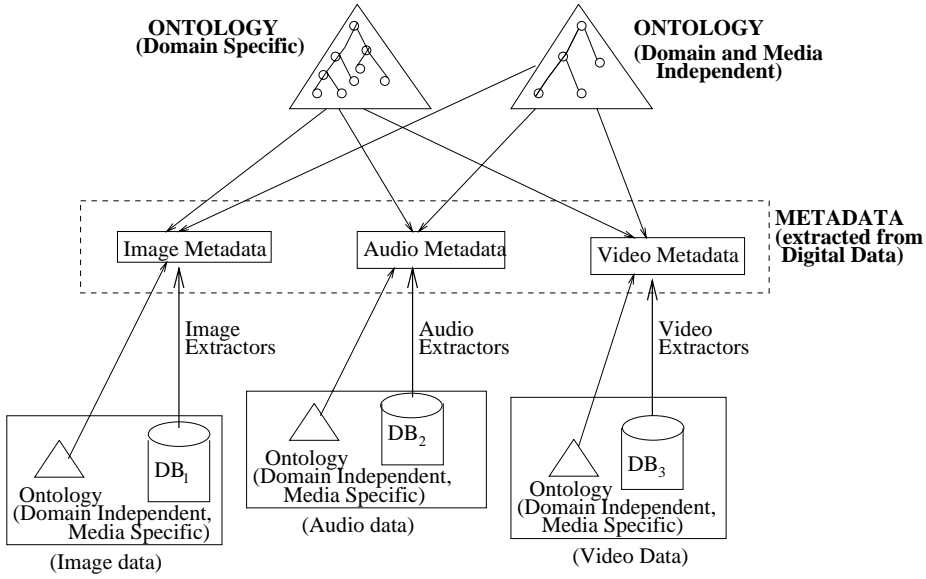 ONTOLOGY
(Domain Specific)
ONTOLOGY
(Domain and Media
Independent)
METADATA
(extracted from
Digital Data)
Image Metadata
Audio Metadata
Video Metadata
Image
Extractors
Audio
Extractors
Video
Extractors
DB1
Ontology
(Domain Independent,
Media Specific)
(Image data)
DB2
Ontology
(Domain Independent,
Media Specific)
(Audio data)
DB3
Ontology
(Domain Independent,
Media Specific)
(Video Data)